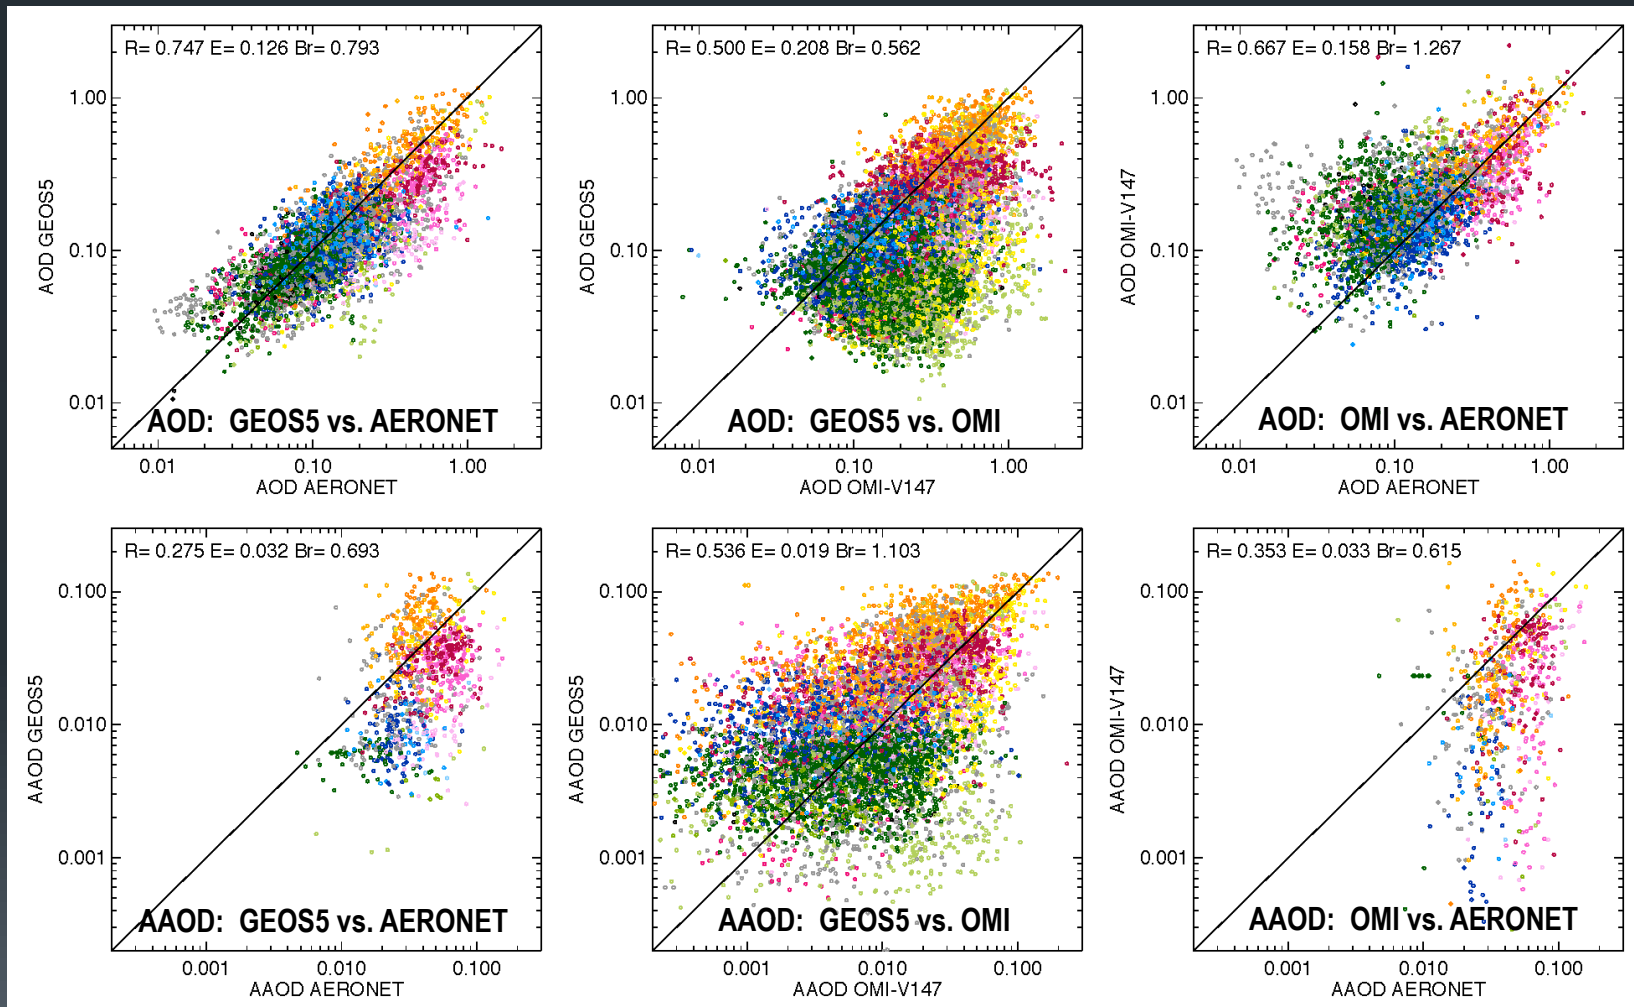 R= 0.747 E= 0.126 Br= 0.793
1.00
0.10
0.01
AOD GEOS5
AOD: GEOS5 vs. AERONET
0.01 0.10 1.00
AOD AERONET
R= 0.500 E= 0.208 Br= 0.562
1.00
0.10
0.01
AOD GEOS5
AOD: GEOS5 vs. OMI
0.01 0.10 1.00
AOD OMI-V147
R= 0.667 E= 0.158 Br= 1.267
1.00
0.10
0.01
AOD OMI-V147
AOD: OMI vs. AERONET
0.01 0.10 1.00
AOD AERONET
R= 0.275 E= 0.032 Br= 0.693
0.100
0.010
0.001
AAOD GEOS5
AAOD: GEOS5 vs. AERONET
0.001 0.010 0.100
AAOD AERONET
R= 0.536 E= 0.019 Br= 1.103
0.100
0.010
0.001
AAOD GEOS5
AAOD: GEOS5 vs. OMI
0.001 0.010 0.100
AAOD OMI-V147
R= 0.353 E= 0.033 Br= 0.615
0.100
0.010
0.001
AAOD OMI-V147
AAOD: OMI vs. AERONET
0.001 0.010 0.100
AAOD AERONET